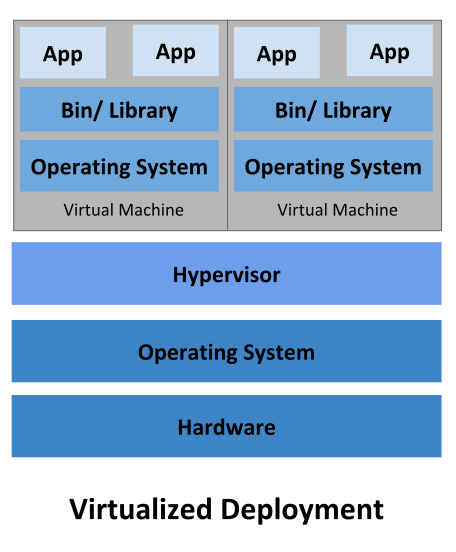 App
App
App
App
Bin/ Library
Bin/ Library
Operating System
Operating System
Virtual Machine
Virtual Machine
Hypervisor
Operating System
Hardware
Virtualized Deployment